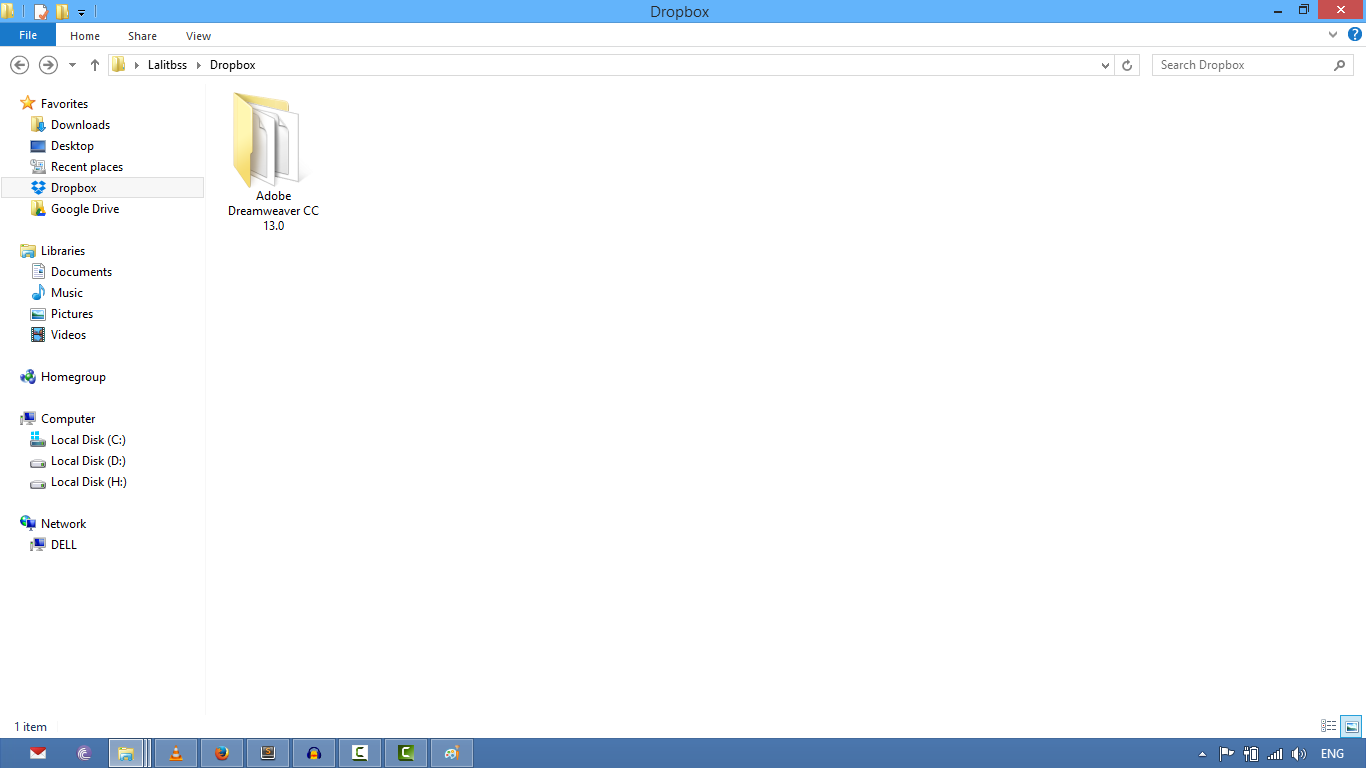 Dropbox
File Home Share View
Lalitbss Dropbox
Search Dropbox
Favorites
Downloads
Desktop
Recent places
Dropbox
Google Drive
Libraries
Documents
Music
Pictures
Videos
Homegroup
Computer
Local Disk (C:)
Local Disk (D:)
Local Disk (H:)
Network
DELL
Adobe
Dreamweaver CC
13.0
1 item
ENG